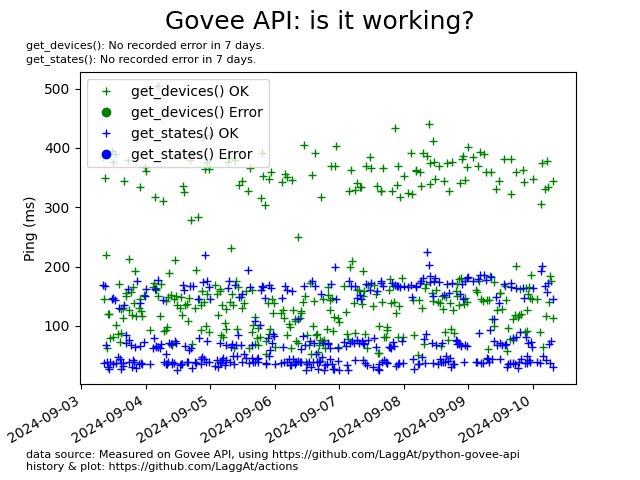 Govee API: is it working?
get_devices(): No recorded error in 7 days.
get_states(): No recorded error in 7 days.
500
400
300
200
100
Ping (ms)
get_devices() OK
get_devices() Error
get_states() OK
get_states() Error
2024-09-03
2024-09-04
2024-09-05
2024-09-06
2024-09-07
2024-09-08
2024-09-09
2024-09-10
data source: Measured on Govee API, using https://github.com/LaggAt/python-govee-api
history & plot: https://github.com/LaggAt/actions